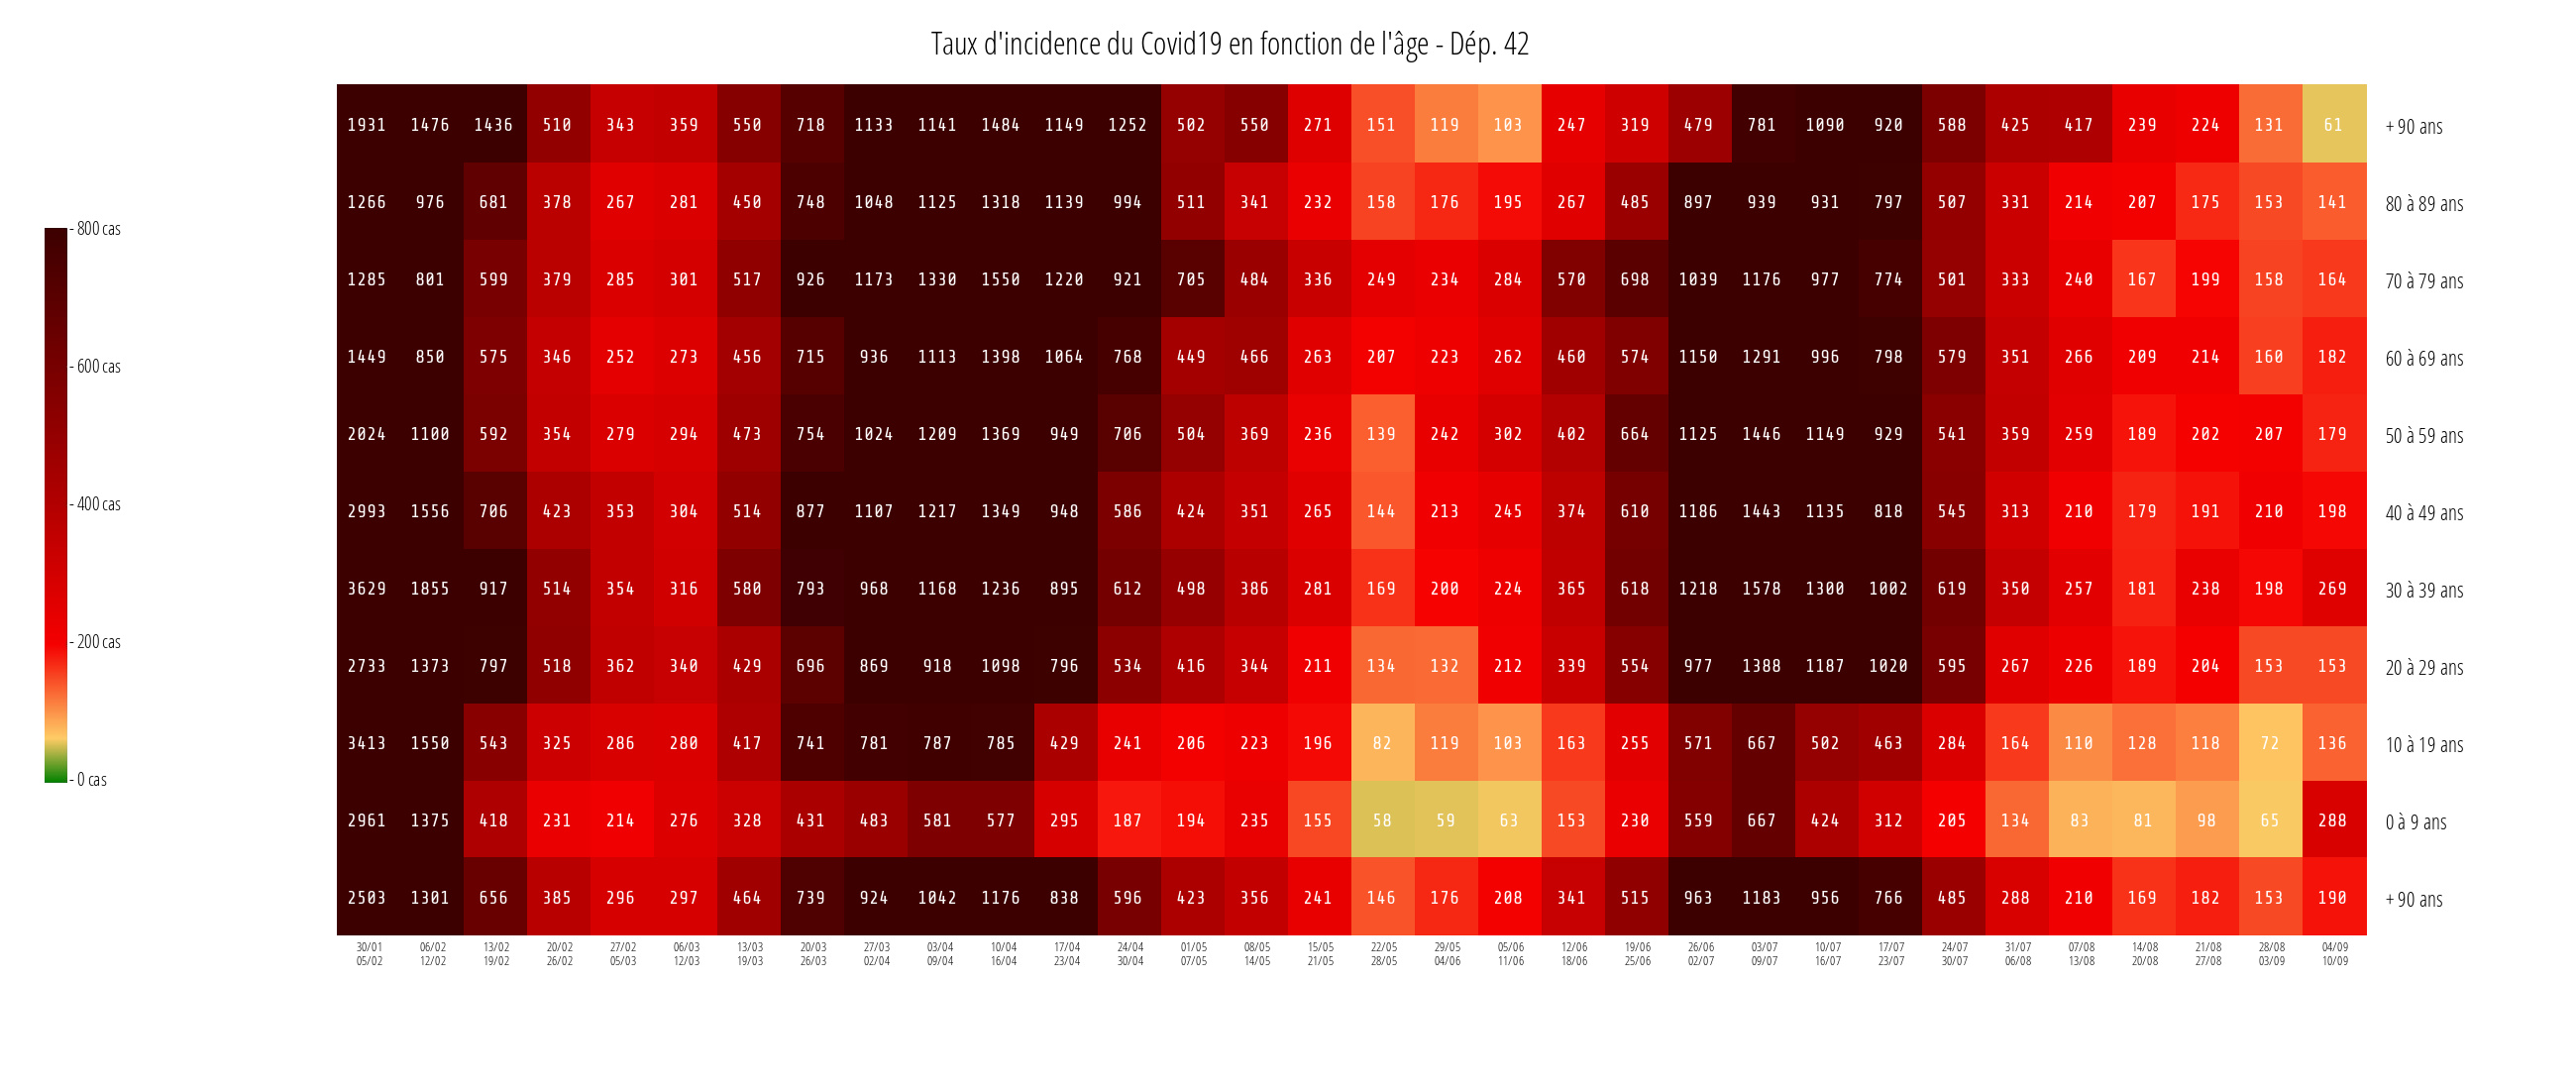 Taux d'incidence du Covid19 en fonction de l'âge - Dép. 42
1931 1476 1436 510 343 359 550 718 1133 1141 1484 1149 1252 502 550 271 151 119 103 247 319 479 781 1090 920 588 425 417 239 224 131 61 + 90 ans
1266 976 681 378 267 281 450 748 1048 1125 1318 1139 994 511 341 232 158 176 195 267 485 897 939 931 797 507 331 214 207 175 153 141 80 à 89 ans
1285 801 599 379 285 301 517 926 1173 1330 1550 1220 921 705 484 336 249 234 284 570 698 1039 1176 977 774 501 333 240 167 199 158 164 70 à 79 ans
1449 850 575 346 252 273 456 715 936 1113 1398 1064 768 449 466 263 207 223 262 460 574 1150 1291 996 798 579 351 266 209 214 160 182 60 à 69 ans
2024 1100 592 354 279 294 473 754 1024 1209 1369 949 706 504 369 236 139 242 302 402 664 1125 1446 1149 929 541 359 259 189 202 207 179 50 à 59 ans
2993 1556 706 423 353 304 514 877 1107 1217 1349 948 586 424 351 265 144 213 245 374 610 1186 1443 1135 818 545 313 210 179 191 210 198 40 à 49 ans
3629 1855 917 514 354 316 580 793 968 1168 1236 895 612 498 386 281 169 200 224 365 618 1218 1578 1300 1002 619 350 257 181 238 198 269 30 à 39 ans
2733 1373 797 518 362 340 429 696 869 918 1098 796 534 416 344 211 134 132 212 339 554 977 1388 1187 1020 595 267 226 189 204 153 153 20 à 29 ans
3413 1550 543 325 286 280 417 741 781 787 785 429 241 206 223 196 82 119 103 163 255 571 667 502 463 284 164 110 128 118 72 136 10 à 19 ans
2961 1375 418 231 214 276 328 431 483 581 577 295 187 194 235 155 58 59 63 153 230 559 667 424 312 205 134 83 81 98 65 288 0 à 9 ans
2503 1301 656 385 296 297 464 739 924 1042 1176 838 596 423 356 241 146 176 208 341 515 963 1183 956 766 485 288 210 169 182 153 190 + 90 ans
30/01 06/02 13/02 20/02 27/02 06/03 13/03 20/03 27/03 03/04 10/04 17/04 24/04 01/05 08/05 15/05 22/05 29/05 05/06 12/06 19/06 26/06 03/07 10/07 17/07 24/07 31/07 07/08 14/08 21/08 28/08 04/09
05/02 12/02 19/02 26/02 05/03 12/03 19/03 26/03 02/04 09/04 16/04 23/04 30/04 07/05 14/05 21/05 28/05 04/06 11/06 18/06 25/06 02/07 09/07 16/07 23/07 30/07 06/08 13/08 20/08 27/08 03/09 10/09
- 800 cas
- 600 cas
- 400 cas
- 200 cas
- 0 cas